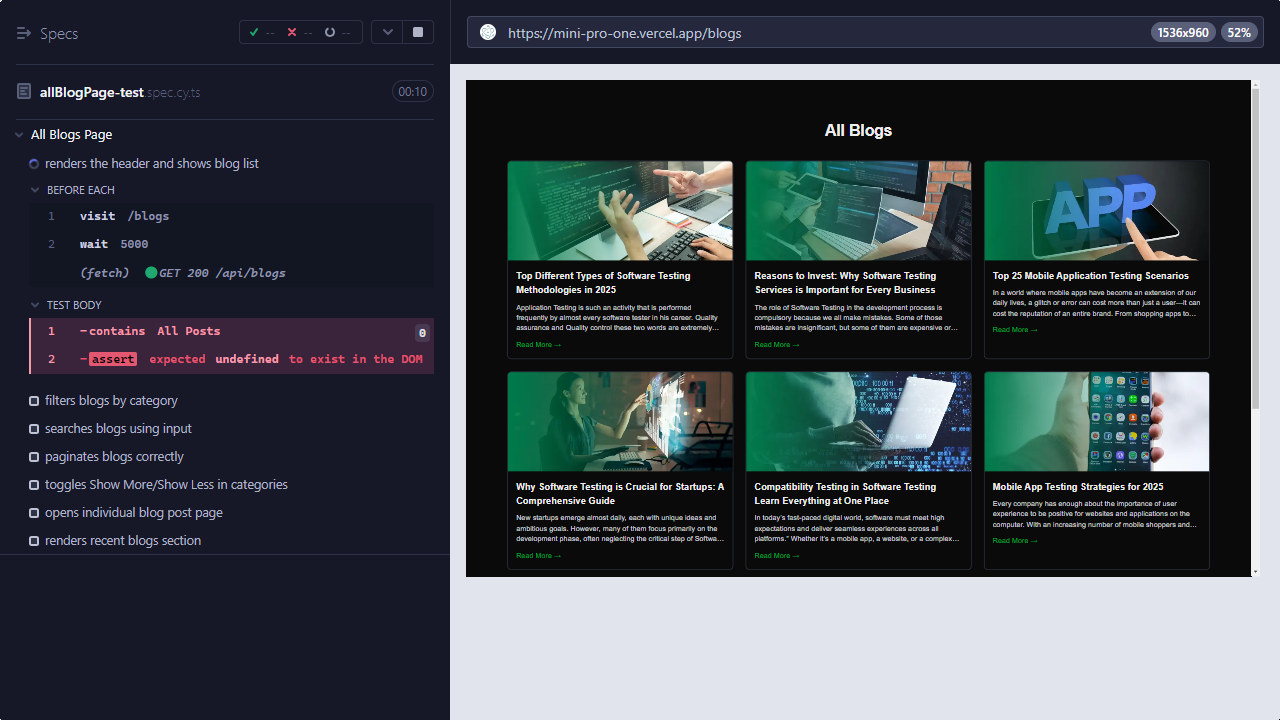 Specs
-- -- --
allBlogPage-test.spec.cy.ts
00:10
All Blogs Page
renders the header and shows blog list
BEFORE EACH
1 visit /blogs
2 wait 5000
(fetch) GET 200 /api/blogs
TEST BODY
1 -contains All Posts 0
2 -assert expected undefined to exist in the DOM
filters blogs by category
searches blogs using input
paginates blogs correctly
toggles Show More/Show Less in categories
opens individual blog post page
renders recent blogs section
https://mini-pro-one.vercel.app/blogs
1536x960 52%
All Blogs
APP
Top Different Types of Software Testing
Methodologies in 2025
Application Testing is such an activity that is performed
frequently by almost every software tester in his career. Quality
assurance and Quality control these two words are extremely…
Read More →
Reasons to Invest: Why Software Testing
Services is Important for Every Business
The role of Software Testing in the development process is
compulsory because we all make mistakes. Some of those
mistakes are insignificant, but some of them are expensive or…
Read More →
Top 25 Mobile Application Testing Scenarios
In a world where mobile apps have become an extension of our
daily lives, a glitch or error can cost more than just a user—it can
cost the reputation of an entire brand. From shopping apps to…
Read More →
Why Software Testing is Crucial for Startups: A
Comprehensive Guide
New startups emerge almost daily, each with unique ideas and
ambitious goals. However, many of them focus primarily on the
development phase, often neglecting the critical step of Softwa…
Read More →
Compatibility Testing in Software Testing
Learn Everything at One Place
In today's fast-paced digital world, software must meet high
expectations and deliver seamless experiences across all
platforms." Whether it's a mobile app, a website, or a complex…
Read More →
Mobile App Testing Strategies for 2025
Every company has enough about the importance of user
experience to be positive for websites and applications on the
computer. With an increasing number of mobile shoppers and…
Read More →